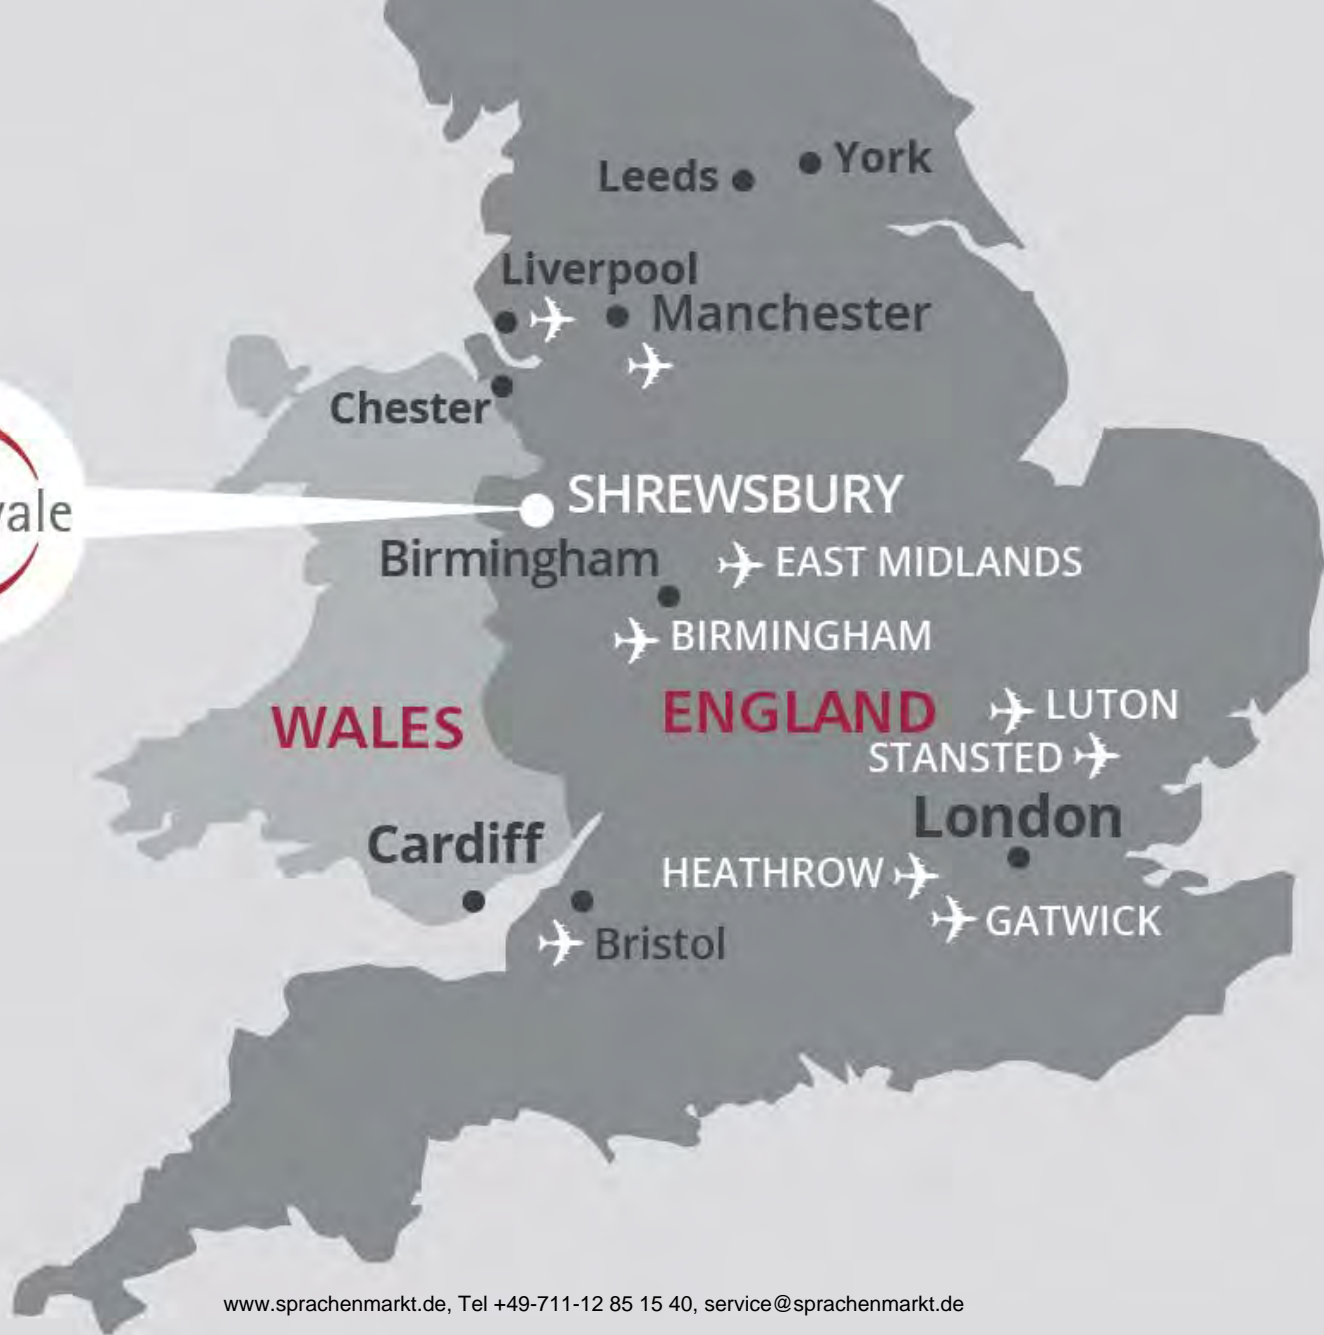 Leeds
York
Liverpool
Manchester
Chester
SHREWSBURY
Birmingham
EAST MIDLANDS
BIRMINGHAM
WALES
ENGLAND
LUTON
STANSTED
London
Cardiff
HEATHROW
GATWICK
Bristol
www.sprachenmarkt.de, Tel +49-711-12 85 15 40, service@sprachenmarkt.de